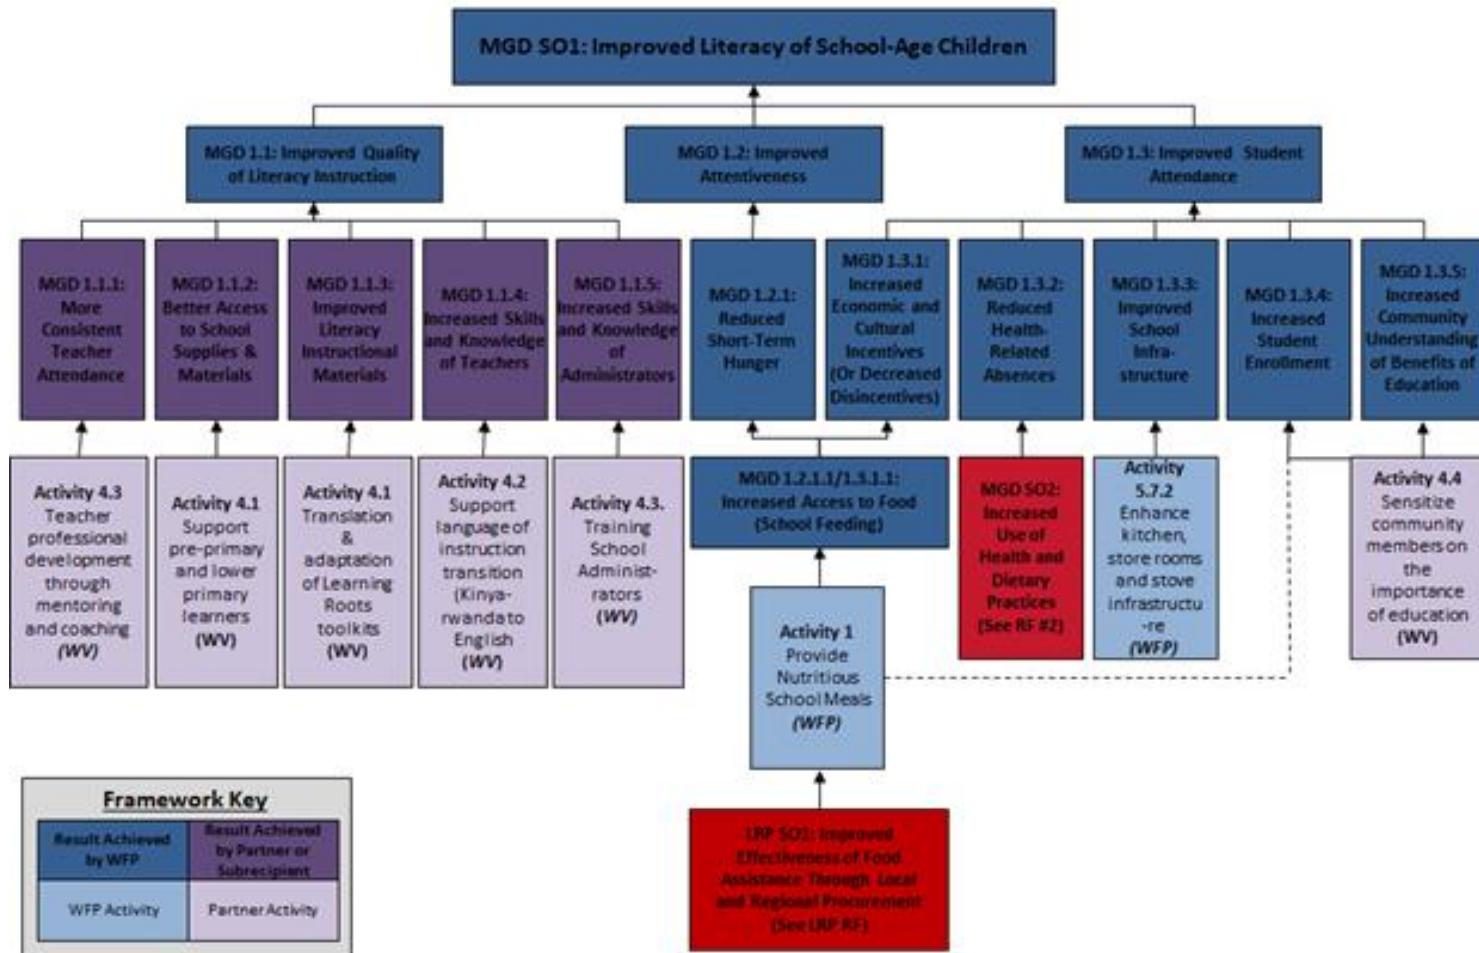 MGD SO1: Improved Literacy of School-Age Children
MGD 1.1: Improved Quality
of Literacy Instruction
MGD 1.2: Improved
Attentiveness
MGD 1.3: Improved Student
Attendance
MGD 1.1.1:
More
Consistent
Teacher
Attendance
MGD 1.1.2:
Better Access
to School
Supplies &
Materials
MGD 1.1.3:
Improved
Literacy
Instructional
Materials
MGD 1.1.4:
Increased Skills
and Knowledge
of Teachers
MGD 1.1.5:
Increased Skills
and Knowledge
of
Administrators
MGD 1.2.1:
Reduced
Short-Term
Hunger
MGD 1.3.1:
Increased
Economic and
Cultural
Incentives
(Or Decreased
Disincentives)
MGD 1.3.2:
Reduced
Health-
Related
Absences
MGD 1.3.3:
Improved
School
Infra-
structure
MGD 1.3.4:
Increased
Student
Enrollment
MGD 1.3.5:
Increased
Community
Understanding
of Benefits of
Education
Activity 4.3
Teacher
professional
development
through
mentoring
and coaching
(WV)
Activity 4.1
Support
pre-primary
and lower
primary
learners
(WV)
Activity 4.1
Translation
&
adaptation
of Learning
Roots
toolkits
(WV)
Activity 4.2
Support
language of
instruction
transition
(Kinya-
rwanda to
English
(WV)
Activity 4.3.
Training
School
Administ-
rators
(WV)
MGD 1.2.1.1/1.3.1.1:
Increased Access to Food
(School Feeding)
MGD SO2:
Increased
Use of
Health and
Dietary
Practices
(See RF #2)
Activity
5.7.2
Enhance
kitchen,
store rooms
and stove
infrastructu
-re
(WFP)
Activity 4.4
Sensitize
community
members on
the
importance
of education
(WV)
Activity 1
Provide
Nutritious
School Meals
(WFP)
LRP SO1: Improved
Effectiveness of Food
Assistance Through Local
and Regional Procurement
(See LRP RF)
Framework Key
Result Achieved
by WFP
Result Achieved
by Partner or
Subrecipient
WFP Activity
Partner Activity